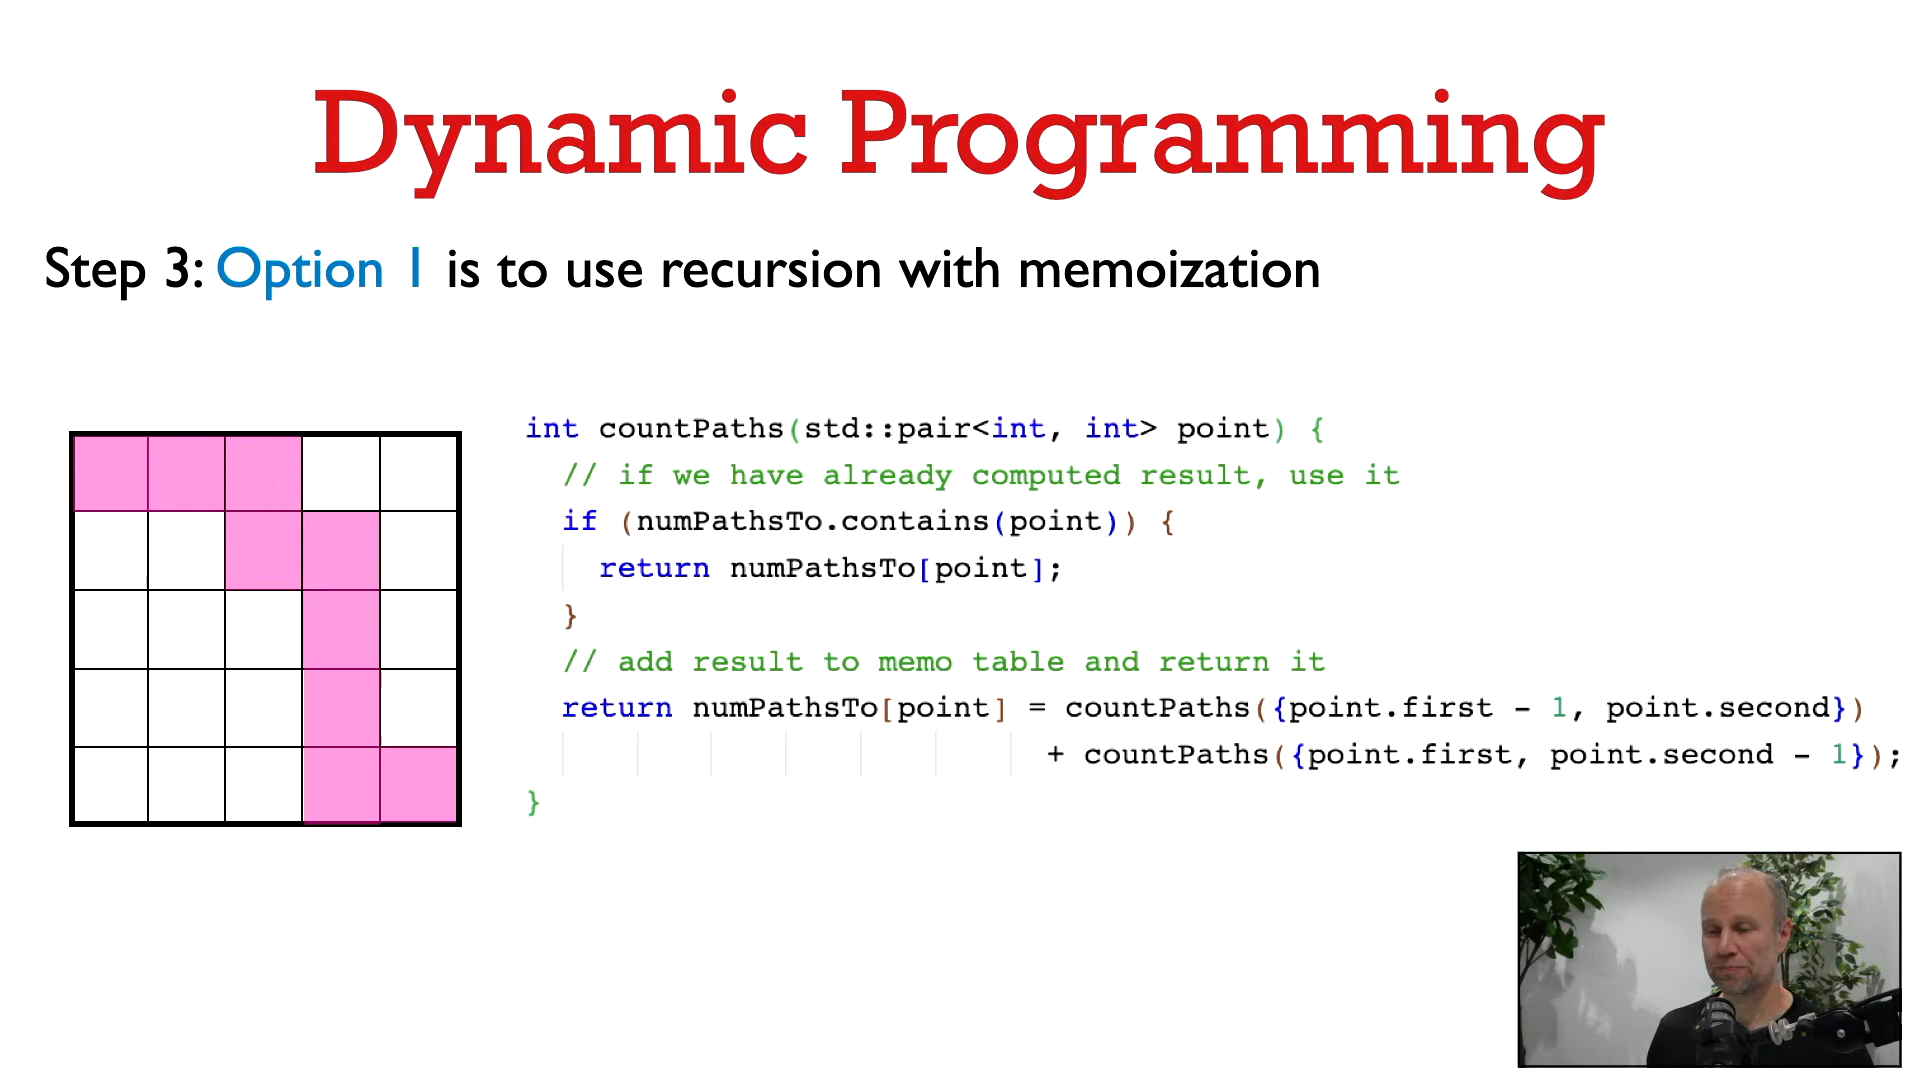 Dynamic Programming
Step 3: Option 1 is to use recursion with memoization
int countPaths(std::pair<int, int> point) {
  // if we have already computed result, use it
  if (numPathsTo.contains(point)) {
    return numPathsTo[point];
  }
  // add result to memo table and return it
  return numPathsTo[point] = countPaths({point.first - 1, point.second})
                            + countPaths({point.first, point.second - 1});
}